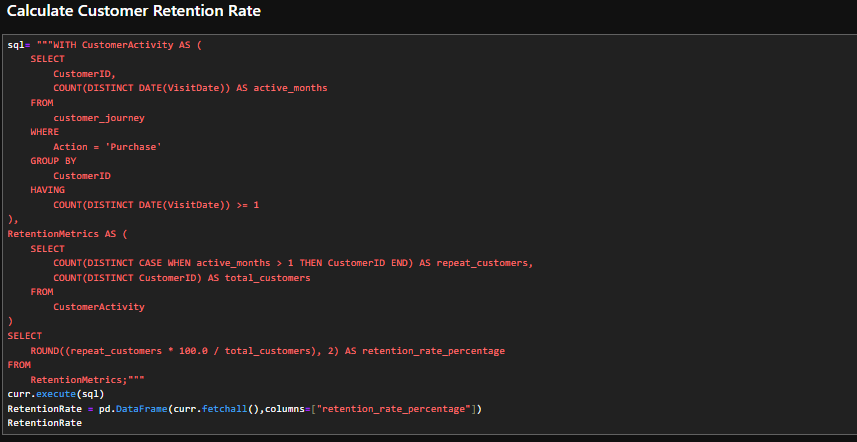 Calculate Customer Retention Rate
sql= """WITH CustomerActivity AS (
    SELECT
        CustomerID,
        COUNT(DISTINCT DATE(VisitDate)) AS active_months
    FROM
        customer_journey
    WHERE
        Action = 'Purchase'
    GROUP BY
        CustomerID
    HAVING
        COUNT(DISTINCT DATE(VisitDate)) >= 1
),
RetentionMetrics AS (
    SELECT
        COUNT(DISTINCT CASE WHEN active_months > 1 THEN CustomerID END) AS repeat_customers,
        COUNT(DISTINCT CustomerID) AS total_customers
    FROM
        CustomerActivity
)
SELECT
    ROUND((repeat_customers * 100.0 / total_customers), 2) AS retention_rate_percentage
FROM
    RetentionMetrics;"""
curr.execute(sql)
RetentionRate = pd.DataFrame(curr.fetchall(),columns=["retention_rate_percentage"])
RetentionRate